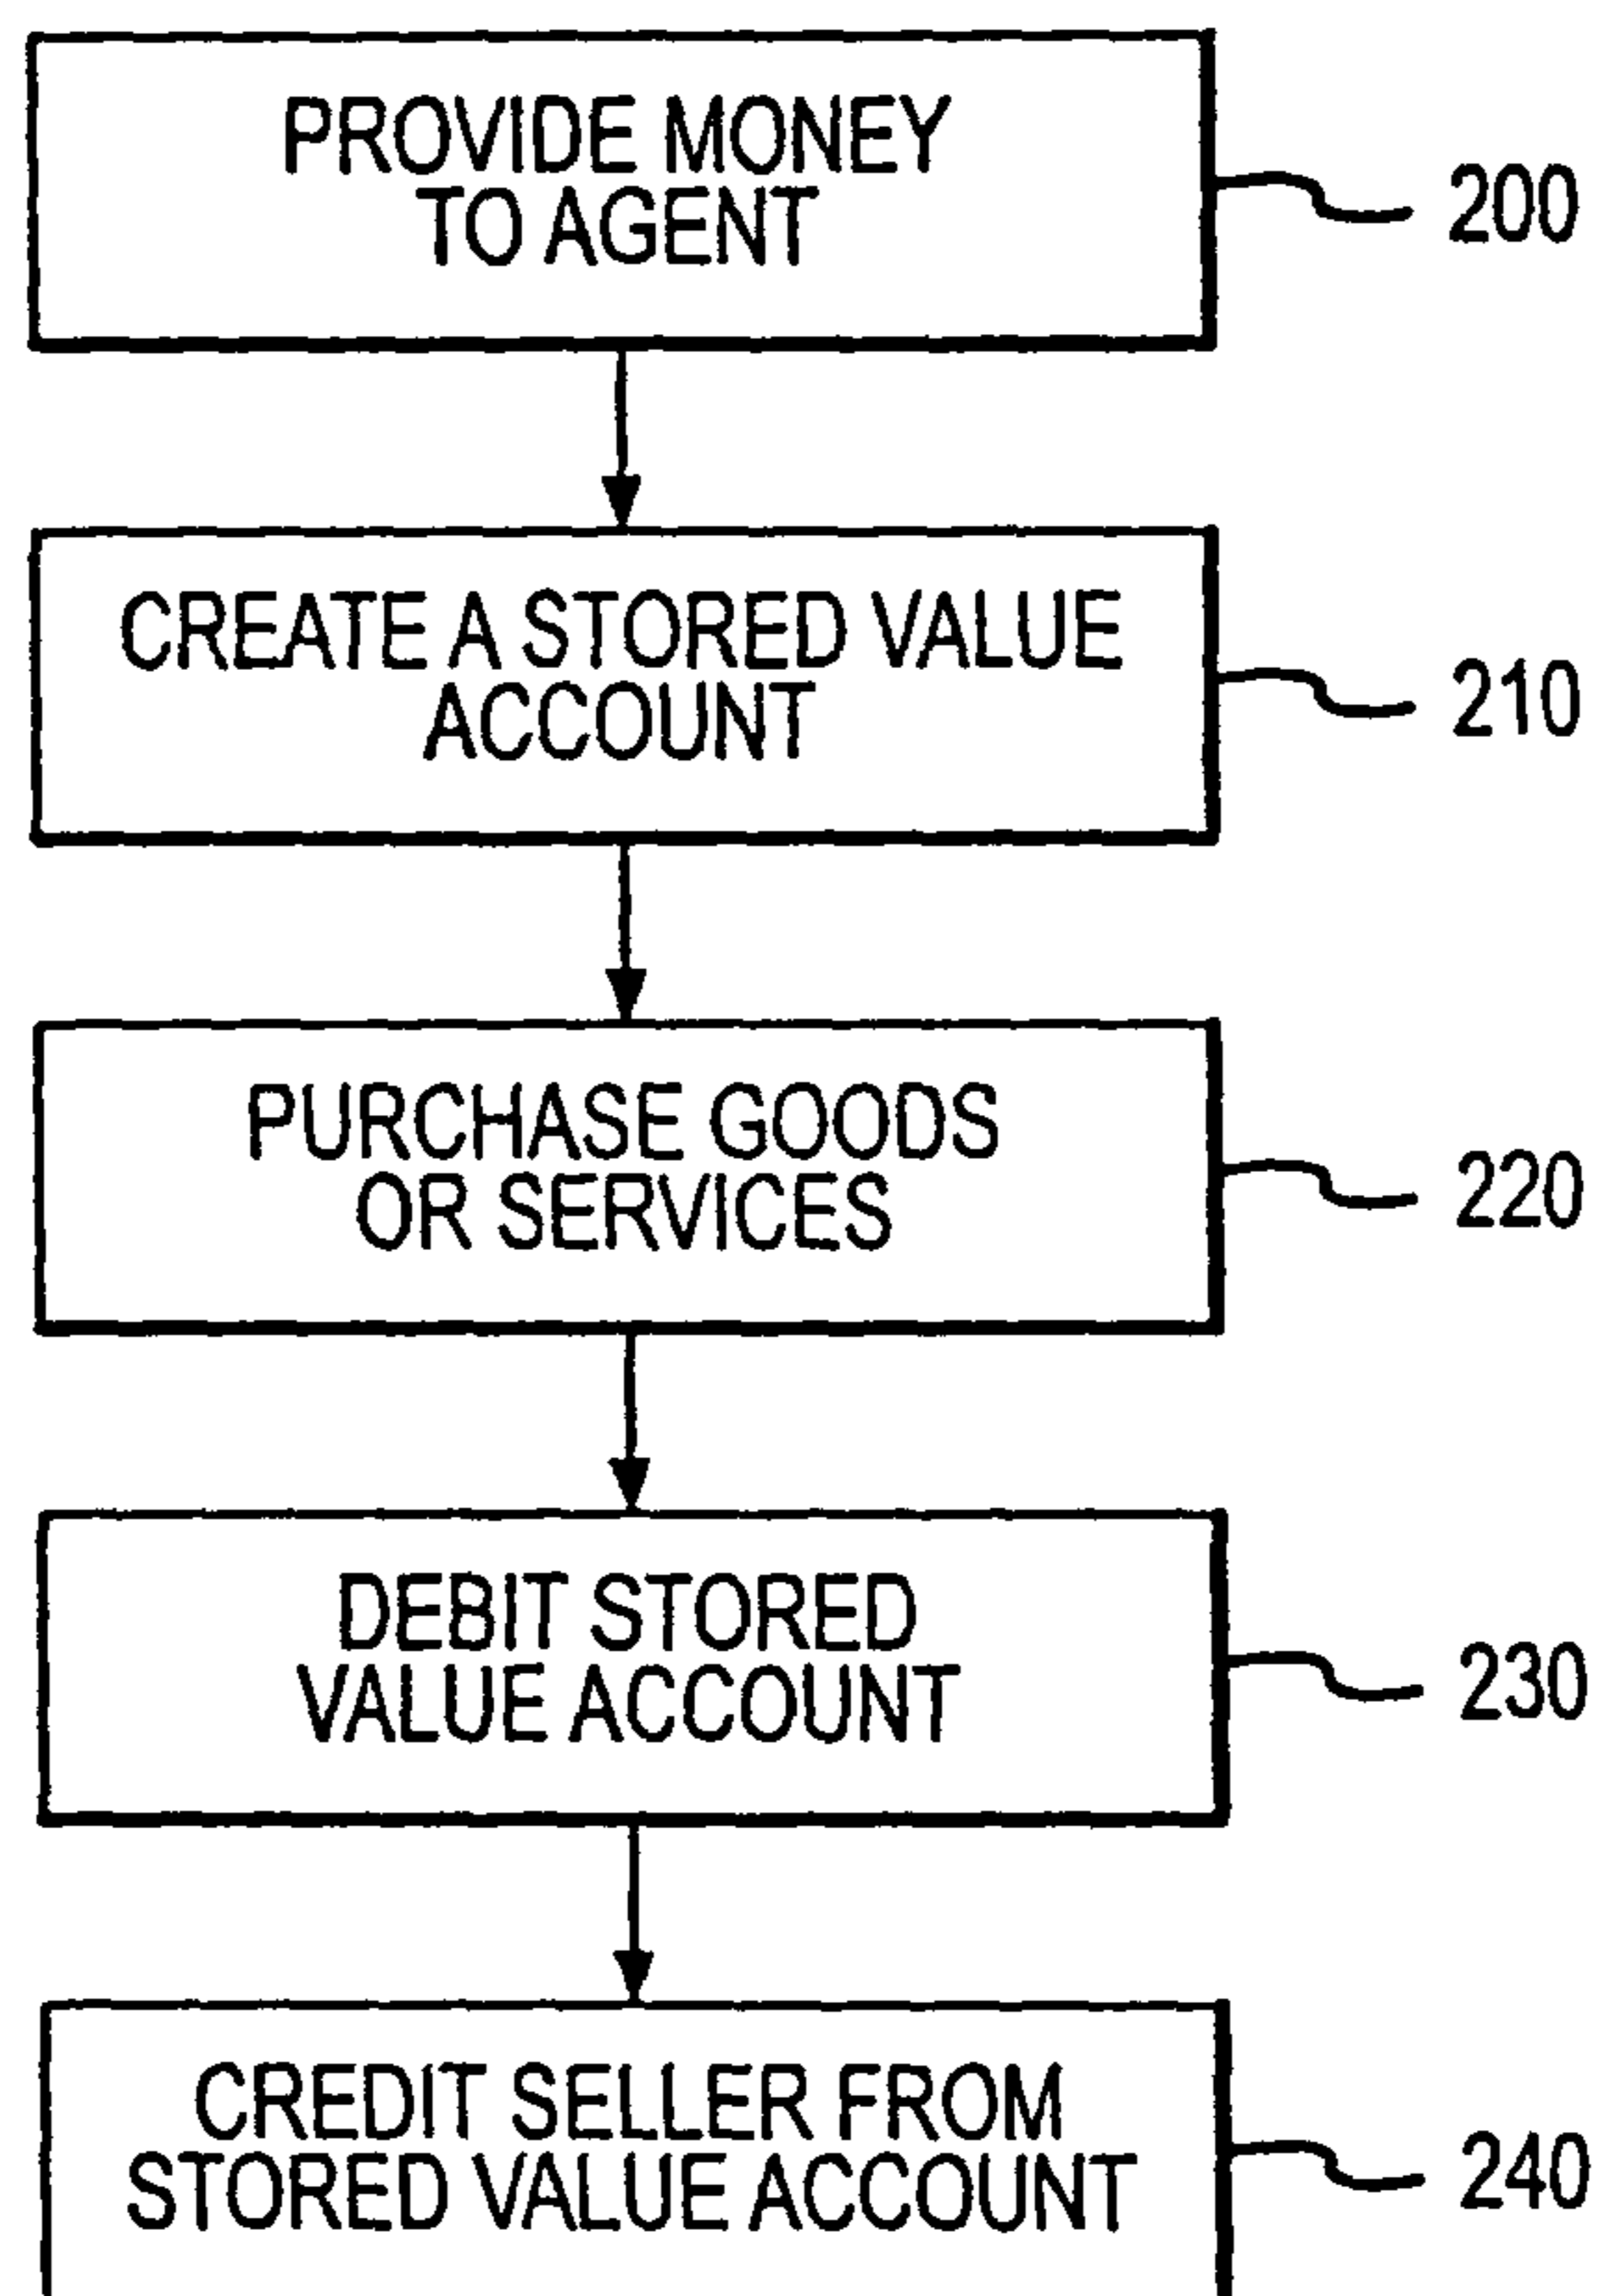 PROVIDE MONEY
TO AGENT
200
CREATE A STORED VALUE
ACCOUNT
210
PURCHASE GOODS
OR SERVICES
220
DEBIT STORED
VALUE ACCOUNT
230
CREDIT SELLER FROM
STORED VALUE ACCOUNT
240